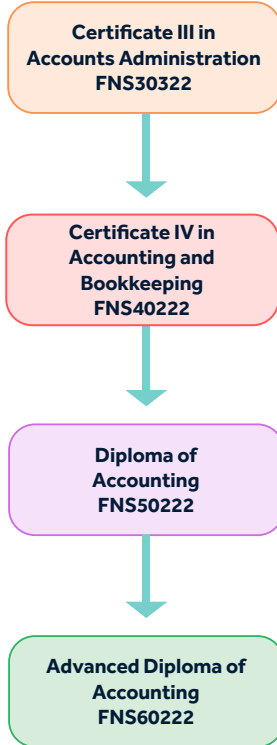 Certificate III in
Accounts Administration
FNS30322
Certificate IV in
Accounting and
Bookkeeping
FNS40222
Diploma of
Accounting
FNS50222
Advanced Diploma of
Accounting
FNS60222